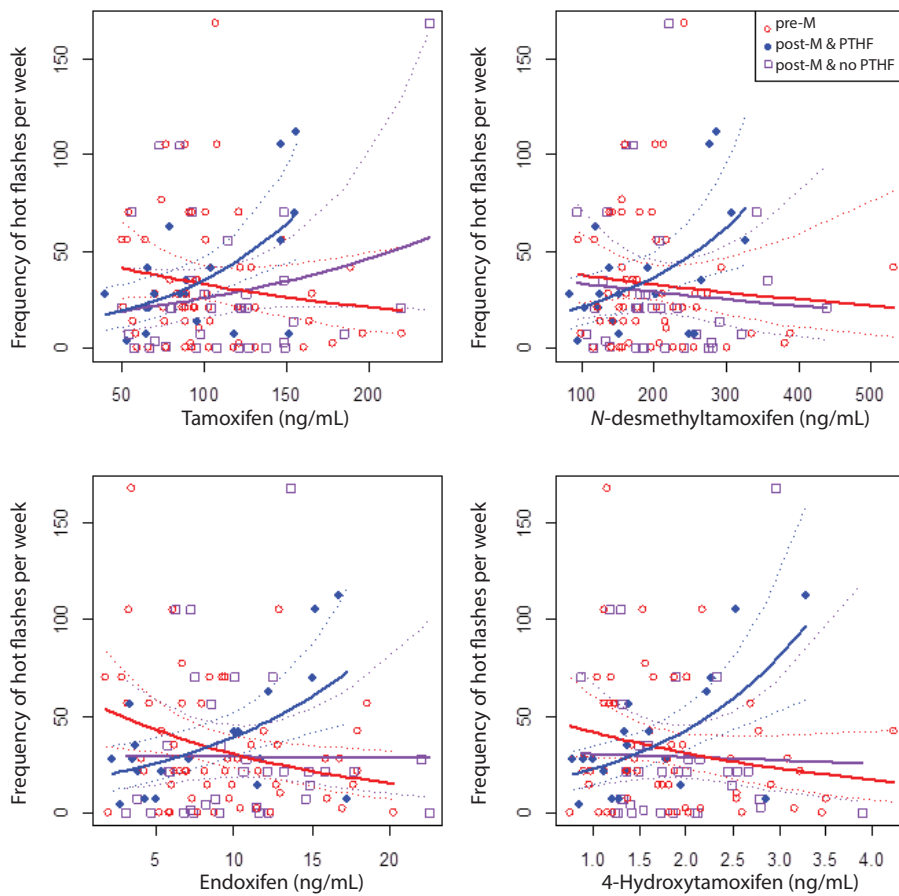 pre-M
post-M & PTHF
post-M & no PTHF
Frequency of hot flashes per week
150
100
50
0
50 100 150 200
Tamoxifen (ng/mL)
Frequency of hot flashes per week
150
100
50
0
100 200 300 400 500
N-desmethyltamoxifen (ng/mL)
Frequency of hot flashes per week
150
100
50
0
5 10 15 20
Endoxifen (ng/mL)
Frequency of hot flashes per week
150
100
50
0
1.0 1.5 2.0 2.5 3.0 3.5 4.0
4-Hydroxytamoxifen (ng/mL)